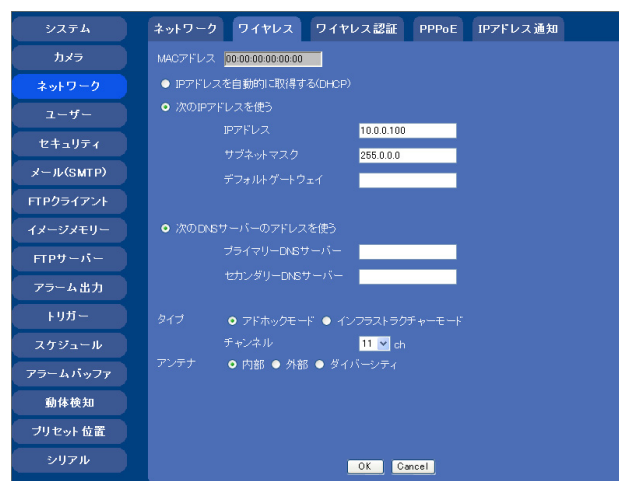 システム
カメラ
ネットワーク
ユーザー
セキュリティ
メール(SMTP)
FTPクライアント
イメージメモリー
FTPサーバー
アラーム出力
トリガー
スケジュール
アラームバッファ
動体検知
プリセット位置
シリアル
ネットワーク ワイヤレス ワイヤレス認証 PPPoE IPアドレス通知
MACアドレス 00:00:00:00:00:00
IPアドレスを自動的に取得する(DHCP)
次のIPアドレスを使う
IPアドレス 10.0.0.100
サブネットマスク 255.0.0.0
デフォルトゲートウェイ
次のDNSサーバーのアドレスを使う
プライマリーDNSサーバー
セカンダリーDNSサーバー
タイプ アドホックモード インフラストラクチャーモード
チャンネル 11 ch
アンテナ 内部 外部 ダイバーシティ
OK Cancel